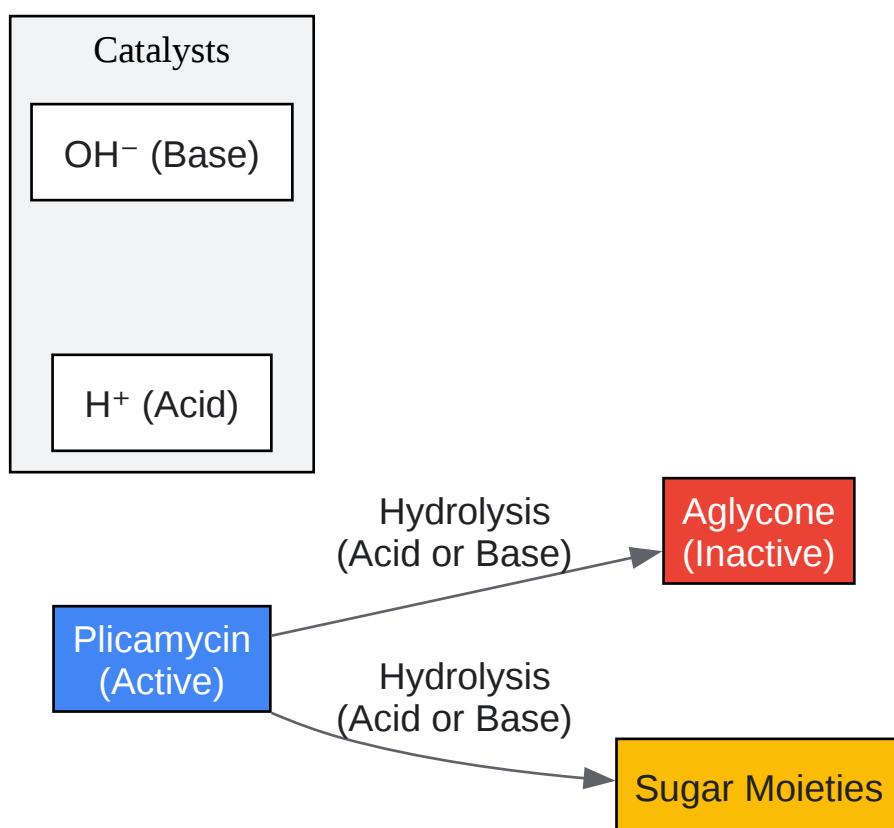 Catalysts
OH⁻ (Base)
H⁺ (Acid)
Hydrolysis
(Acid or Base)
Aglycone
(Inactive)
Plicamycin
(Active)
Hydrolysis
(Acid or Base)
Sugar Moieties